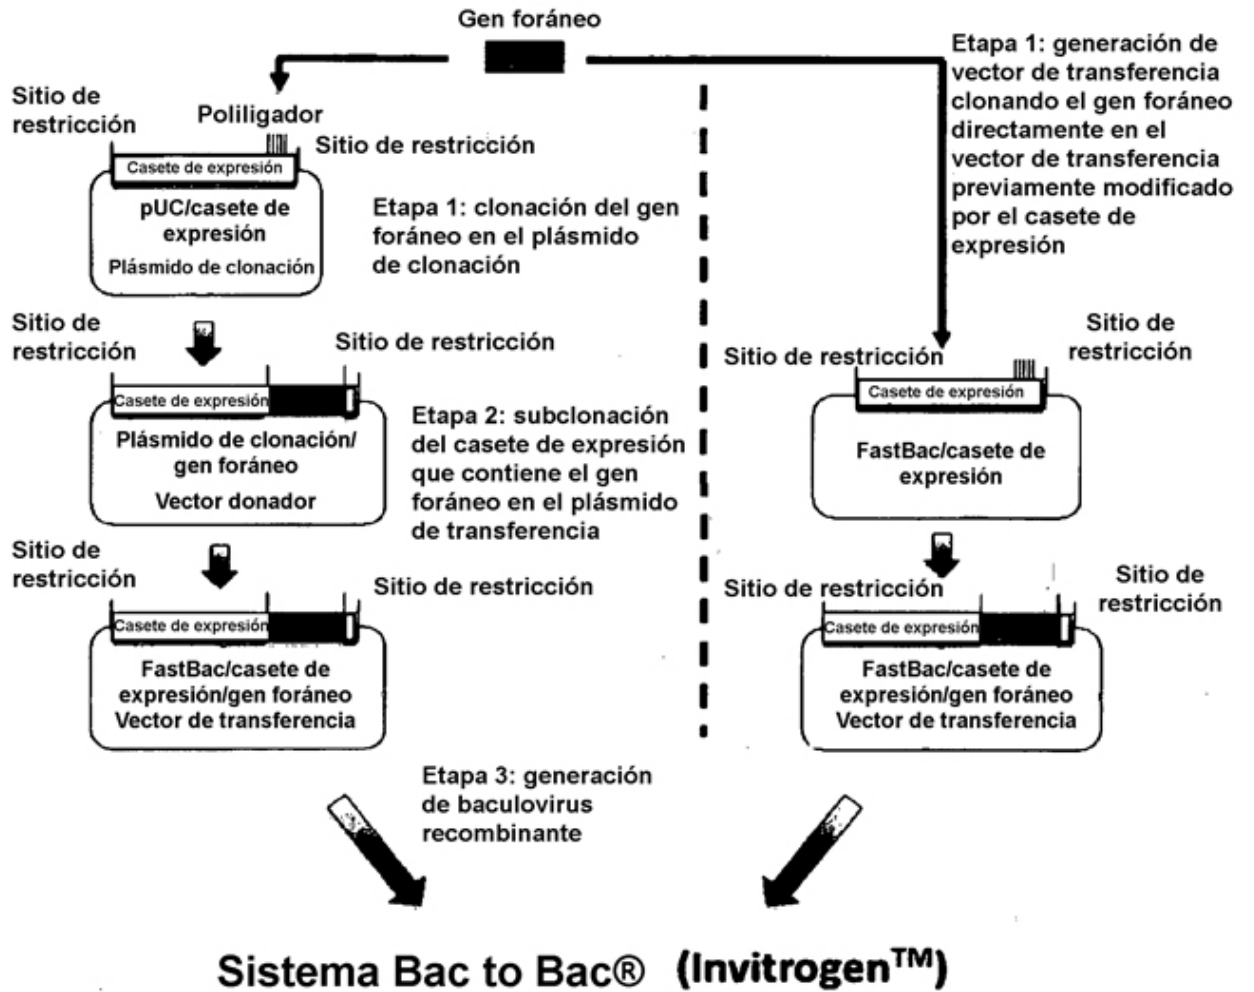 Gen foráneo
Sitio de
restricción
Poliligador
Sitio de restricción
Casete de expresión
pUC/casete de
expresión
Plásmido de clonación
Etapa 1: clonación del gen
foráneo en el plásmido
de clonación
Sitio de
restricción
Sitio de restricción
Casete de expresión
Plásmido de clonación/
gen foráneo
Vector donador
Etapa 2: subclonación
del casete de expresión
que contiene el gen
foráneo en el plásmido
de transferencia
Sitio de
restricción
Sitio de restricción
Casete de expresión
FastBac/casete de
expresión/gen foráneo
Vector de transferencia
Etapa 1: generación de
vector de transferencia
clonando el gen foráneo
directamente en el
vector de transferencia
previamente modificado
por el casete de
expresión
Sitio de restricción
Sitio de
restricción
Casete de expresión
FastBac/casete de
expresión
Sitio de restricción
Sitio de
restricción
Casete de expresión
FastBac/casete de
expresión/gen foráneo
Vector de transferencia
Etapa 3: generación
de baculovirus
recombinante
Sistema Bac to Bac® (Invitrogen™)